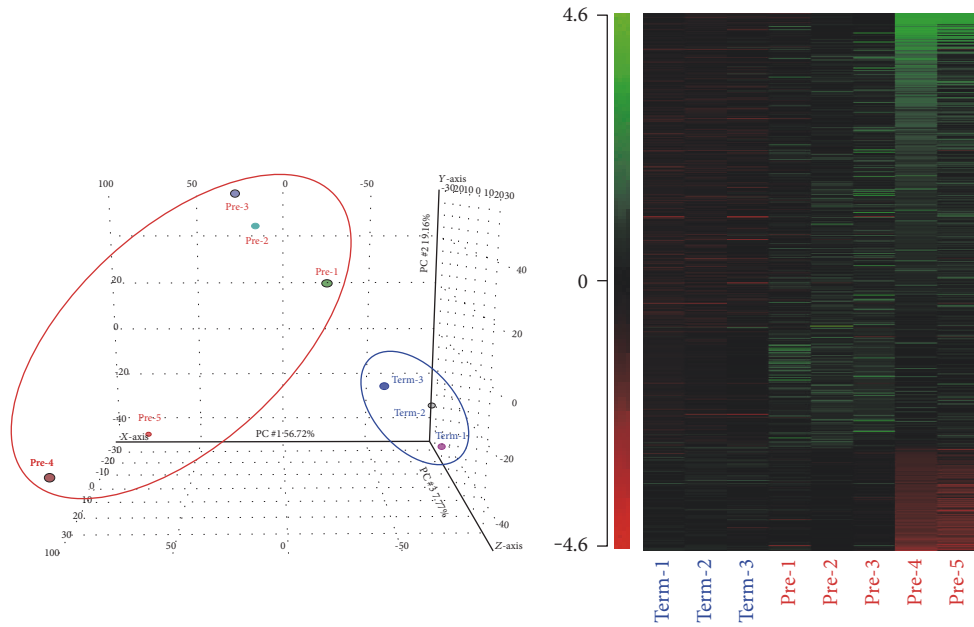 100
50
0
-50
Y-axis
-30
20
10
0
10
20
30
Pre-3
Pre-2
PC #2 19.16%
Pre-1
40
20
0
-20
-40
20
0
-20
-40
Term-3
Term-2
Term-1
Pre-5
X-axis
PC #1 56.72%
Pre-4
-30
-20
-10
0
10
20
30
PC #3 7.77%
100
50
0
-50
Z-axis
4.6
0
-4.6
Term-1
Term-2
Term-3
Pre-1
Pre-2
Pre-3
Pre-4
Pre-5